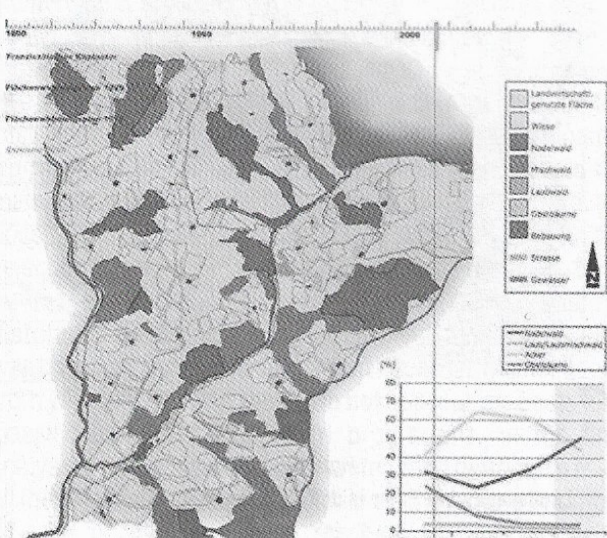 1800 1900 2000
Franziszeischer Kataster
Landwirtschaftl.
genutzte Fläche
Wiese
Nadelwald
Mischwald
Laubwald
Obstbäume
Bebauung
Strasse
Gewässer
N
Nadelwald
Laub/Laubmischwald
Acker
Obstbäume
[%]
80
70
60
50
40
30
20
10
0